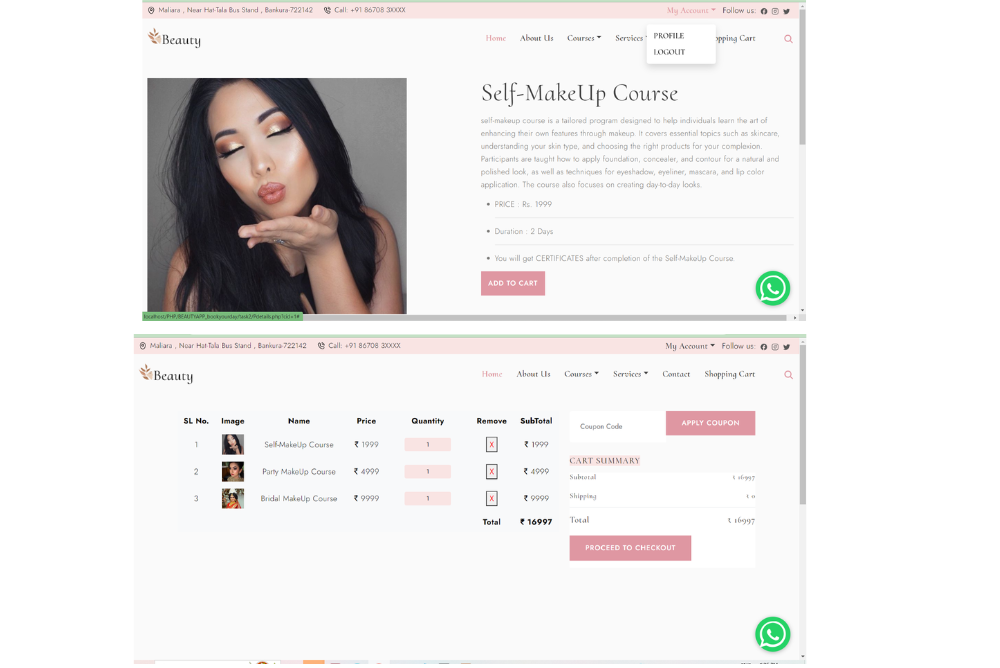 Maliara , Near Hat-Tala Bus Stand , Bankura-722142 Call: +91 86708 3XXXX My Account Follow us:
Beauty Home About Us Courses Services Shopping Cart
PROFILE
LOGOUT
Self-MakeUp Course
self-makeup course is a tailored program designed to help individuals learn the art of
enhancing their own features through makeup. It covers essential topics such as skincare,
understanding your skin type, and choosing the right products for your complexion.
Participants are taught how to apply foundation, concealer, and contour for a natural and
polished look, as well as techniques for eyeshadow, eyeliner, mascara, and lip color
application. The course also focuses on creating day-to-day looks.
• PRICE : Rs. 1999
• Duration : 2 Days
• You will get CERTIFICATES after completion of the Self-MakeUp Course.
ADD TO CART
Maliara , Near Hat-Tala Bus Stand , Bankura-722142 Call: +91 86708 3XXXX My Account Follow us:
Beauty Home About Us Courses Services Contact Shopping Cart
SL No. Image Name Price Quantity Remove SubTotal
1 Self-MakeUp Course ₹ 1999 1 X ₹ 1999
2 Party MakeUp Course ₹ 4999 1 X ₹ 4999
3 Bridal MakeUp Course ₹ 9999 1 X ₹ 9999
Total ₹ 16997
Coupon Code APPLY COUPON
CART SUMMARY
Subtotal ₹ 16997
Shipping ₹ 0
Total ₹ 16997
PROCEED TO CHECKOUT